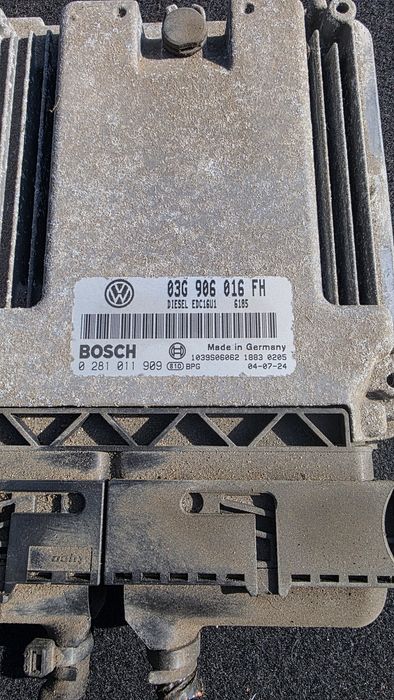 03G 906 016 FH
DIESEL EDC16U1 6185
BOSCH
Made in Germany
1039S06062 1883 0205
0 281 011 909 810 BPG
04-07-24